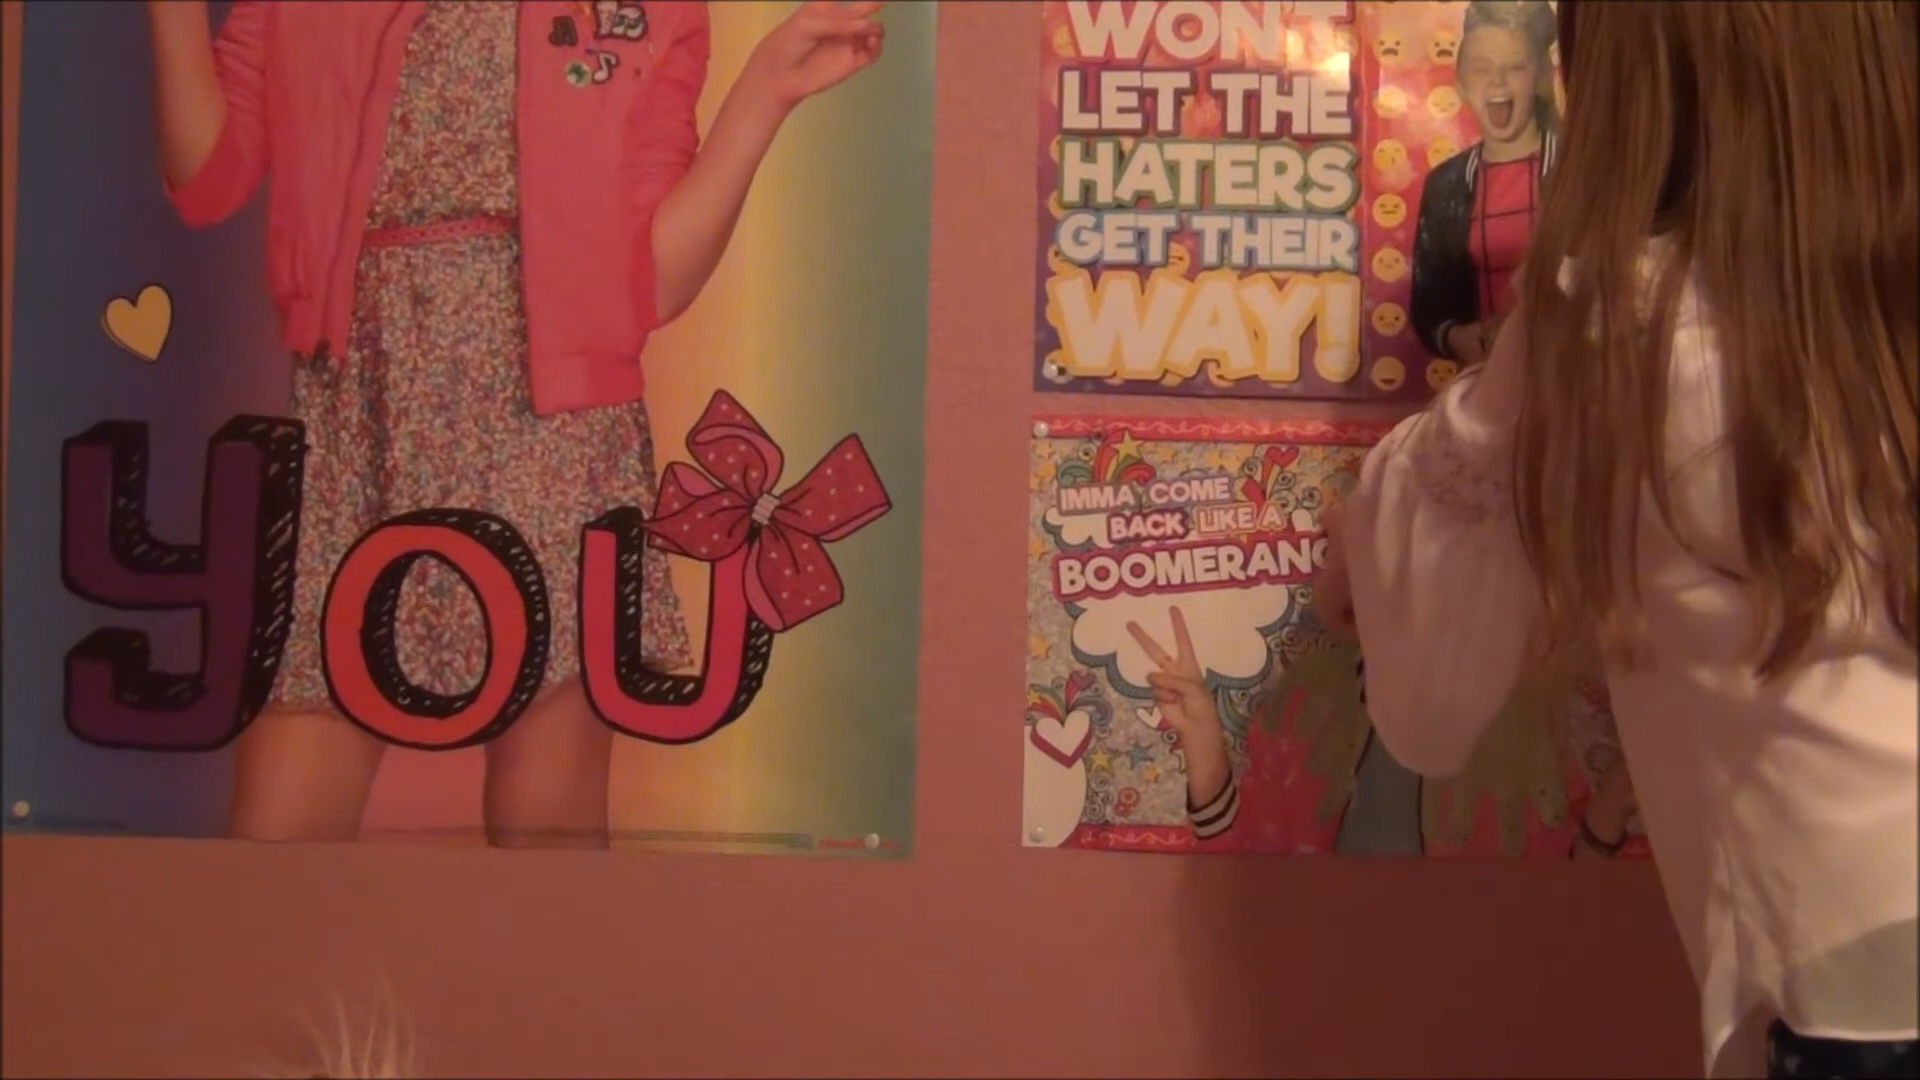 you
WON'T
LET THE
HATERS
GET THEIR
WAY!
IMMA COME
BACK LIKE A
BOOMERANG